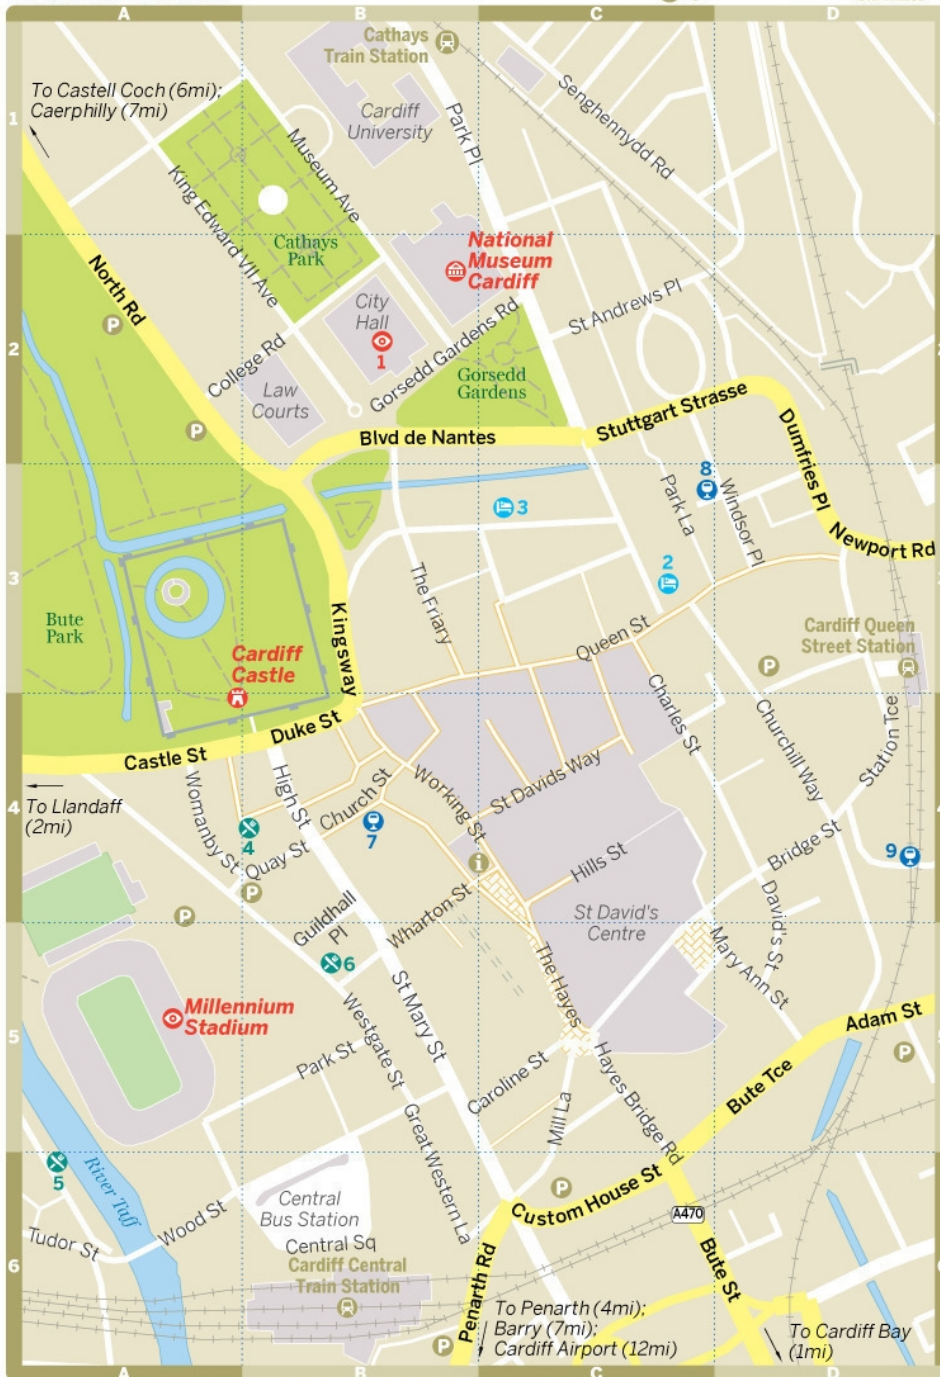 A
B
C
D
Cathays
Train Station
To Castell Coch (6mi);
Caerphilly (7mi)
1
Cardiff
University
Park Pl
Senghennydd Rd
Museum Ave
King Edward VII Ave
Cathays
Park
National
Museum
Cardiff
North Rd
P
City
Hall
1
St Andrews Pl
2
College Rd
Gorsedd Gardens Rd
Law
Courts
Gorsedd
Gardens
P
Blvd de Nantes
Stuttgart Strasse
Dumfries Pl
8
Park La
Windsor Pl
3
Newport Rd
2
3
The Friary
Bute
Park
Kingsway
Queen St
Cardiff Queen
Street Station
Cardiff
Castle
P
Charles St
Churchill Way
Station Tce
Duke St
Castle St
High St
Womanby St
Church St
Working St
St Davids Way
To Llandaff
(2mi)
4
4
7
Quay St
i
Hills St
Bridge St
9
P
P
Guildhall
Pl
Wharton St
St David's
Centre
David's St
Mary Ann St
6
The Hayes
St Mary St
Millennium
Stadium
Westgate St
5
Adam St
P
Park St
Caroline St
Hayes Bridge Rd
Bute Tce
Mill La
Great Western La
5
River Taff
Central
Bus Station
P
Custom House St
A470
Wood St
Tudor St
Central Sq
Cardiff Central
Train Station
6
Penarth Rd
Bute St
To Penarth (4mi);
Barry (7mi);
Cardiff Airport (12mi)
To Cardiff Bay
(1mi)
P
A
B
C
D